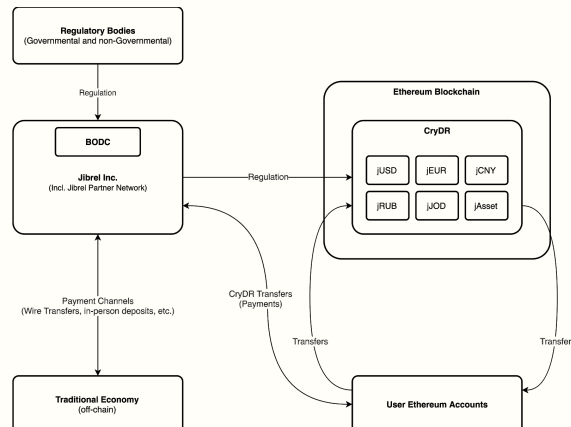 Regulatory Bodies
(Governmental and non-Governmental)
Regulation
Ethereum Blockchain
CryDR
BODC
Jibrel Inc.
(Incl. Jibrel Partner Network)
Regulation
jUSD
jEUR
jCNY
jRUB
jJOD
jAsset
Payment Channels
(Wire Transfers, in-person deposits, etc.)
CryDR Transfers
(Payments)
Transfers
Transfer
Traditional Economy
(off-chain)
User Ethereum Accounts